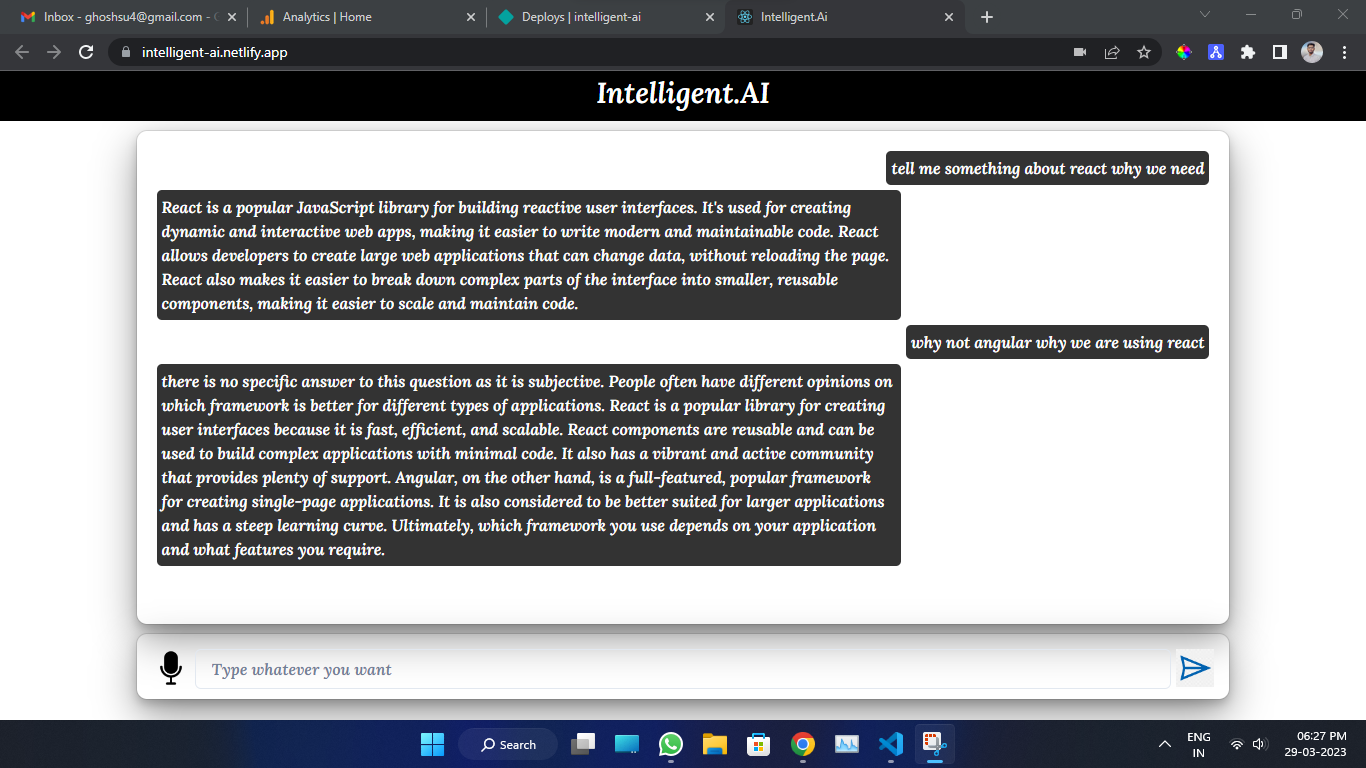 Inbox - ghoshsu4@gmail.com -
Analytics | Home
Deploys | intelligent-ai
Intelligent.Ai
intelligent-ai.netlify.app
Intelligent.AI
tell me something about react why we need
React is a popular JavaScript library for building reactive user interfaces. It's used for creating
dynamic and interactive web apps, making it easier to write modern and maintainable code. React
allows developers to create large web applications that can change data, without reloading the page.
React also makes it easier to break down complex parts of the interface into smaller, reusable
components, making it easier to scale and maintain code.
why not angular why we are using react
there is no specific answer to this question as it is subjective. People often have different opinions on
which framework is better for different types of applications. React is a popular library for creating
user interfaces because it is fast, efficient, and scalable. React components are reusable and can be
used to build complex applications with minimal code. It also has a vibrant and active community
that provides plenty of support. Angular, on the other hand, is a full-featured, popular framework
for creating single-page applications. It is also considered to be better suited for larger applications
and has a steep learning curve. Ultimately, which framework you use depends on your application
and what features you require.
Type whatever you want
Search
ENG
IN
06:27 PM
29-03-2023